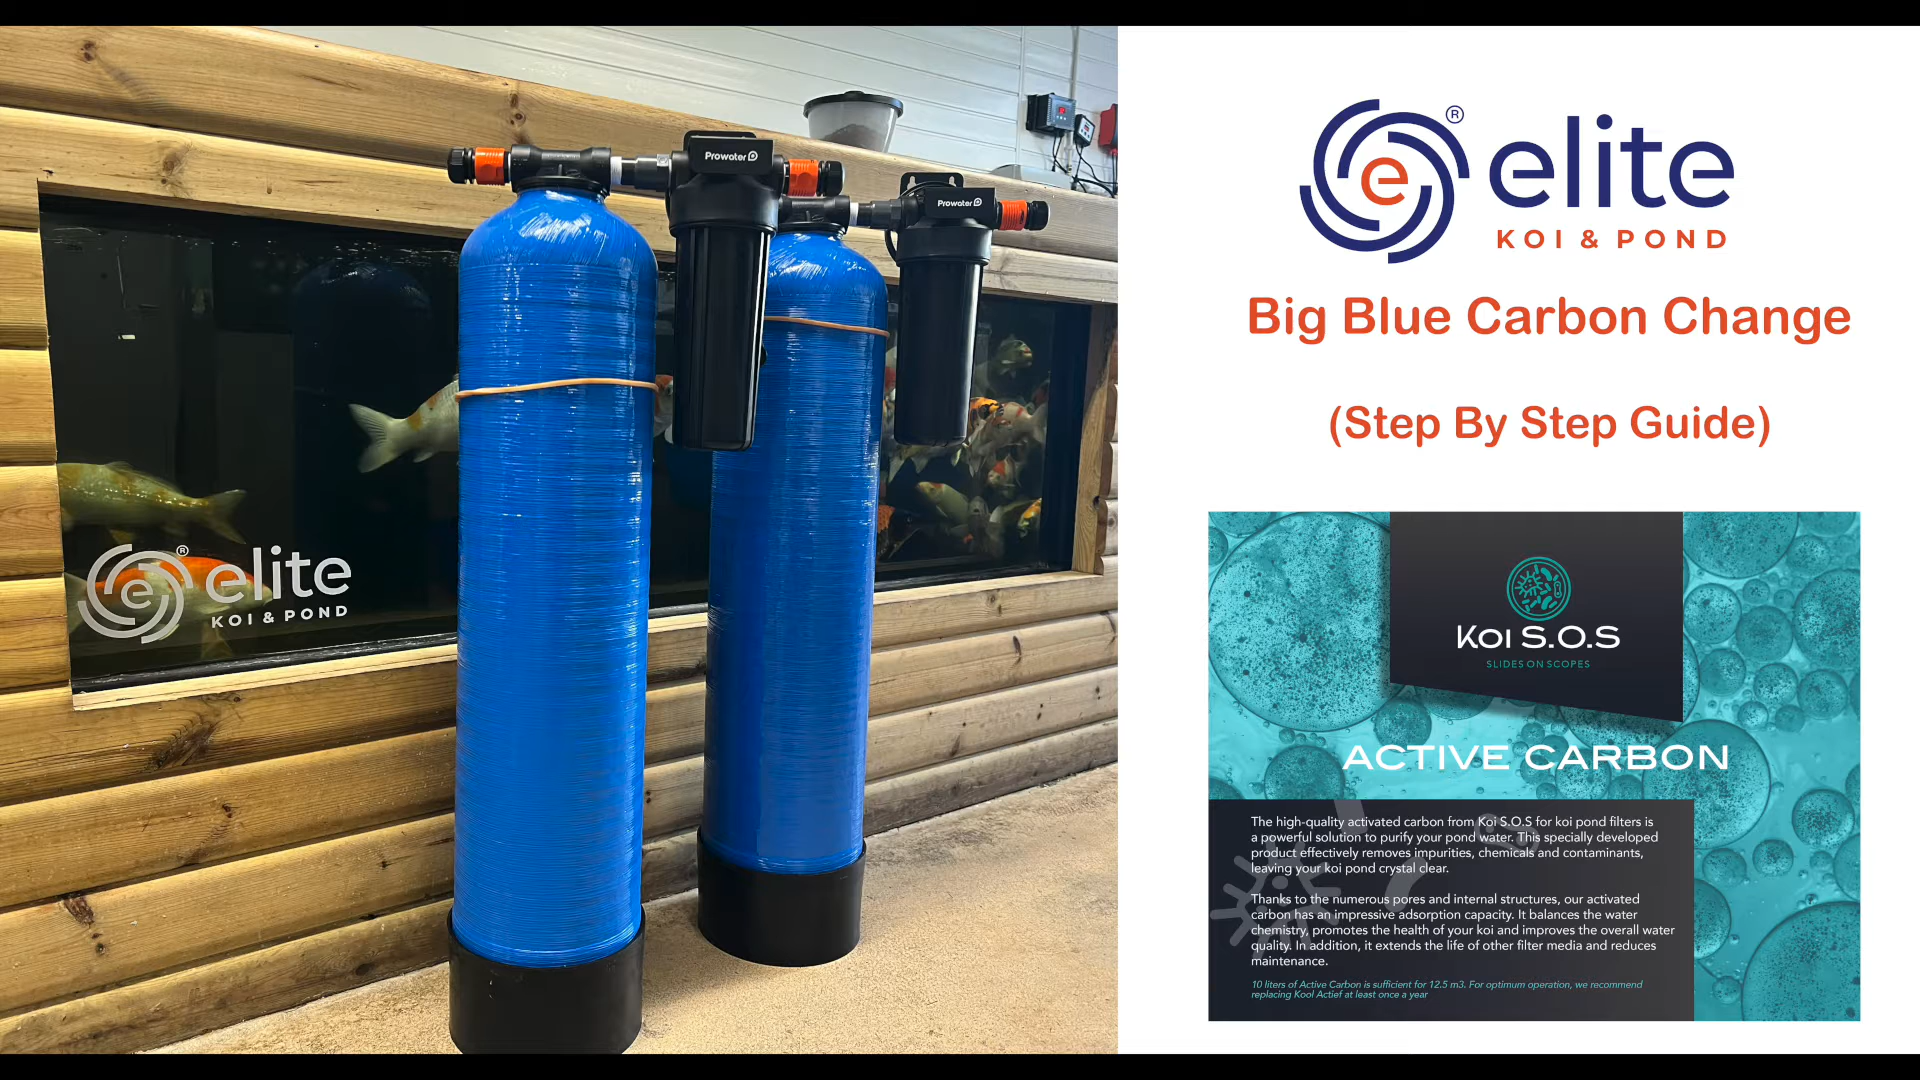 Prowater
Prowater
elite
KOI & POND
®
elite
KOI & POND
®
Big Blue Carbon Change
(Step By Step Guide)
Koi S.O.S
SLIDES ON SCOPES
ACTIVE CARBON
The high-quality activated carbon from Koi S.O.S for koi pond filters is
a powerful solution to purify your pond water. This specially developed
product effectively removes impurities, chemicals and contaminants,
leaving your koi pond crystal clear.
Thanks to the numerous pores and internal structures, our activated
carbon has an impressive adsorption capacity. It balances the water
chemistry, promotes the health of your koi and improves the overall water
quality. In addition, it extends the life of other filter media and reduces
maintenance.
10 liters of Active Carbon is sufficient for 12.5 m3. For optimum operation, we recommend
replacing Kool Actief at least once a year